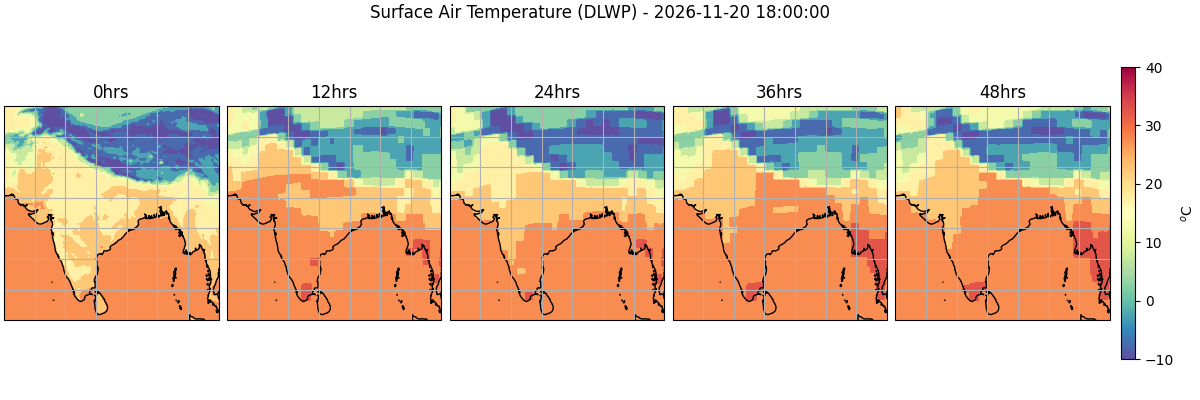 Surface Air Temperature (DLWP) - 2026-11-20 18:00:00
0hrs
12hrs
24hrs
36hrs
48hrs
40
30
20
10
0
−10
°C